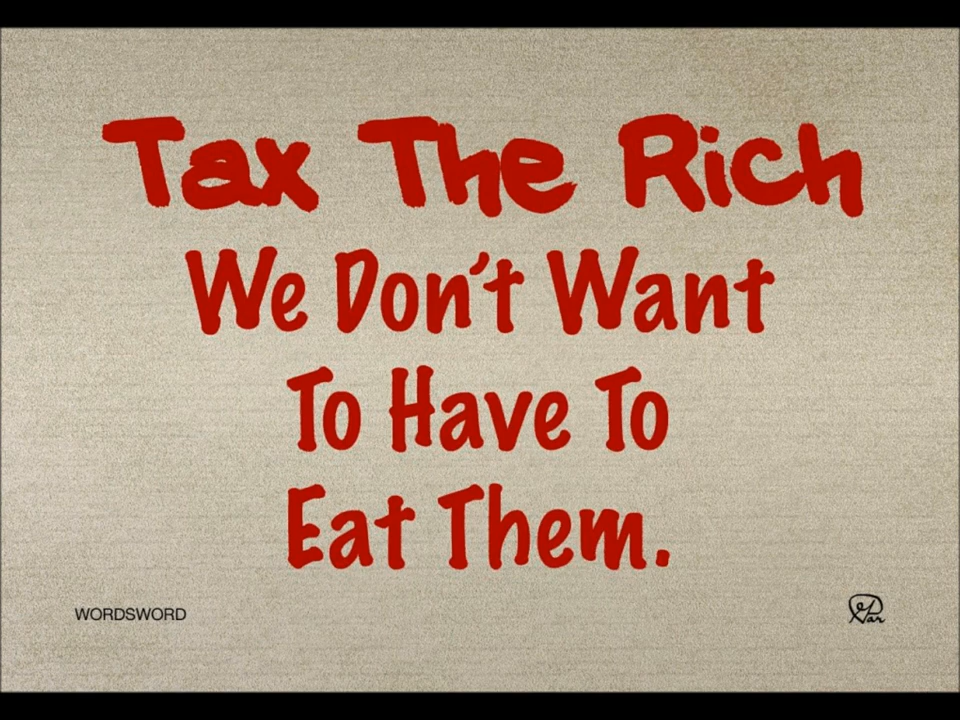 Tax The Rich
We Don't Want
To Have To
Eat Them.
WORDSWORD